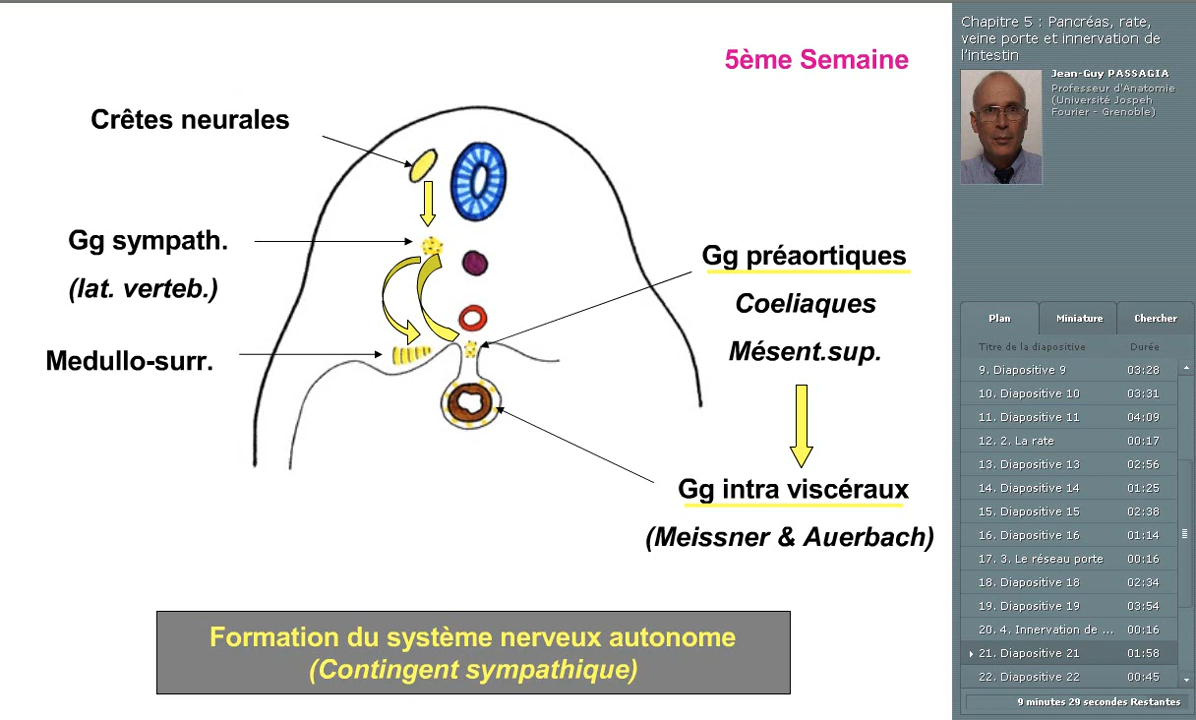 5ème Semaine
Crêtes neurales
Gg sympath.
(lat. verteb.)
Medullo-surr.
Gg préaortiques
Coeliaques
Mésent.sup.
Gg intra viscéraux
(Meissner & Auerbach)
Formation du système nerveux autonome
(Contingent sympathique)
Chapitre 5 : Pancréas, rate,
veine porte et innervation de
l'intestin
Jean-Guy PASSAGIA
Professeur d'Anatomie
(Université Jospeh
Fourier - Grenoble)
Plan Miniature Chercher
Titre de la diapositive Durée
9. Diapositive 9 03:28
10. Diapositive 10 03:31
11. Diapositive 11 04:09
12. 2. La rate 00:17
13. Diapositive 13 02:56
14. Diapositive 14 01:25
15. Diapositive 15 02:38
16. Diapositive 16 01:14
17. 3. Le réseau porte 00:16
18. Diapositive 18 02:34
19. Diapositive 19 03:54
20. 4. Innervation de ... 00:16
21. Diapositive 21 01:58
22. Diapositive 22 00:45
9 minutes 29 secondes Restantes